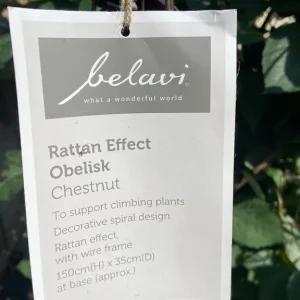 belavi
what a wonderful world
Rattan Effect
Obelisk
Chestnut
To support climbing plants
Decorative spiral design
Rattan effect,
with wire frame
150cm(H) x 35cm(D)
at base (approx.)